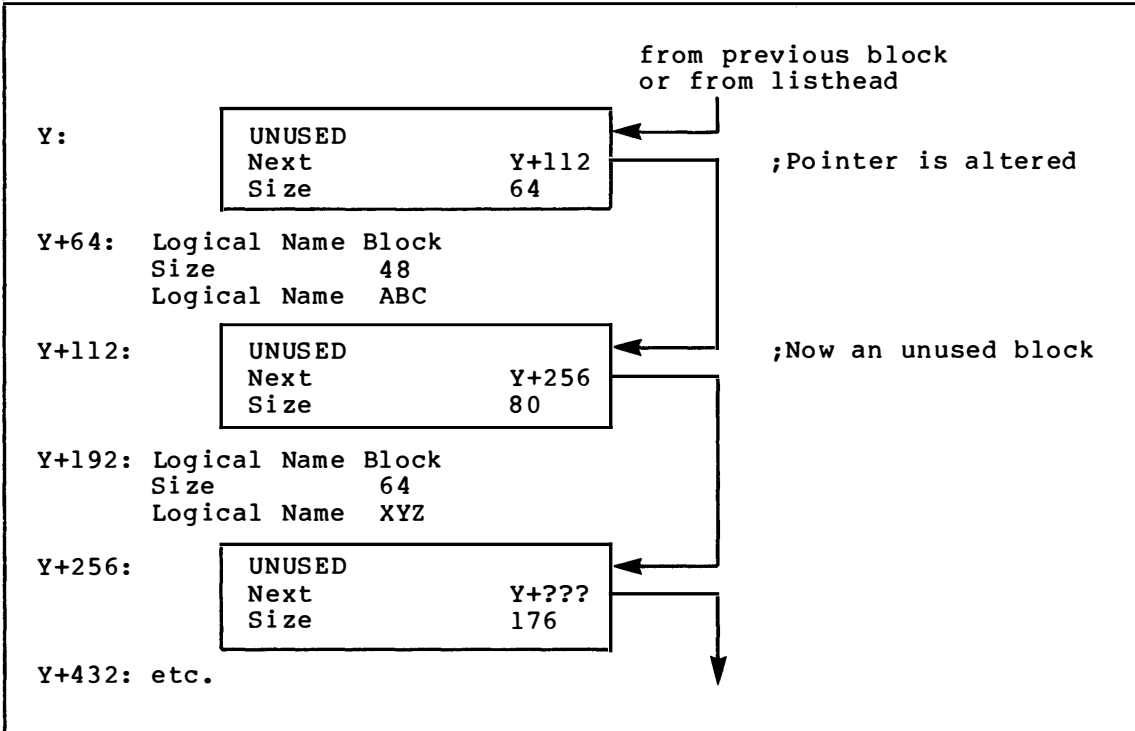 from previous block
or from listhead
Y: UNUSED
Next Y+112 ;Pointer is altered
Size 64
Y+64: Logical Name Block
Size 48
Logical Name ABC
Y+112: UNUSED ;Now an unused block
Next Y+256
Size 80
Y+192: Logical Name Block
Size 64
Logical Name XYZ
Y+256: UNUSED
Next Y+???
Size 176
Y+432: etc.